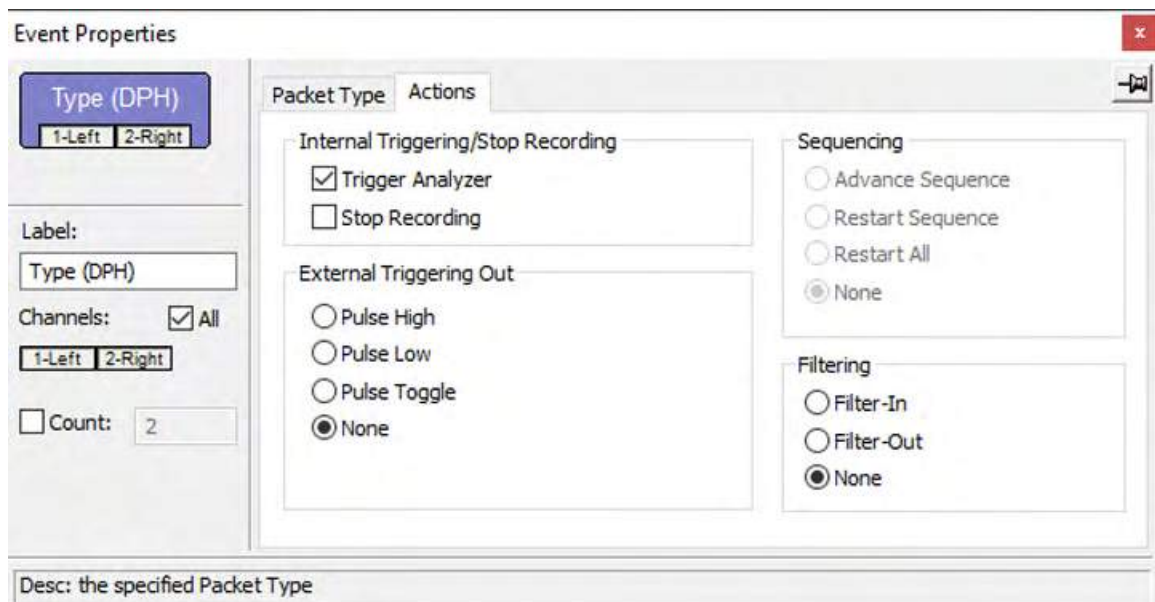 Event Properties
x
Type (DPH)
1-Left 2-Right
Label:
Type (DPH)
Channels: All
1-Left 2-Right
Count: 2
Packet Type Actions
Internal Triggering/Stop Recording
Trigger Analyzer
Stop Recording
External Triggering Out
Pulse High
Pulse Low
Pulse Toggle
None
Sequencing
Advance Sequence
Restart Sequence
Restart All
None
Filtering
Filter-In
Filter-Out
None
Desc: the specified Packet Type